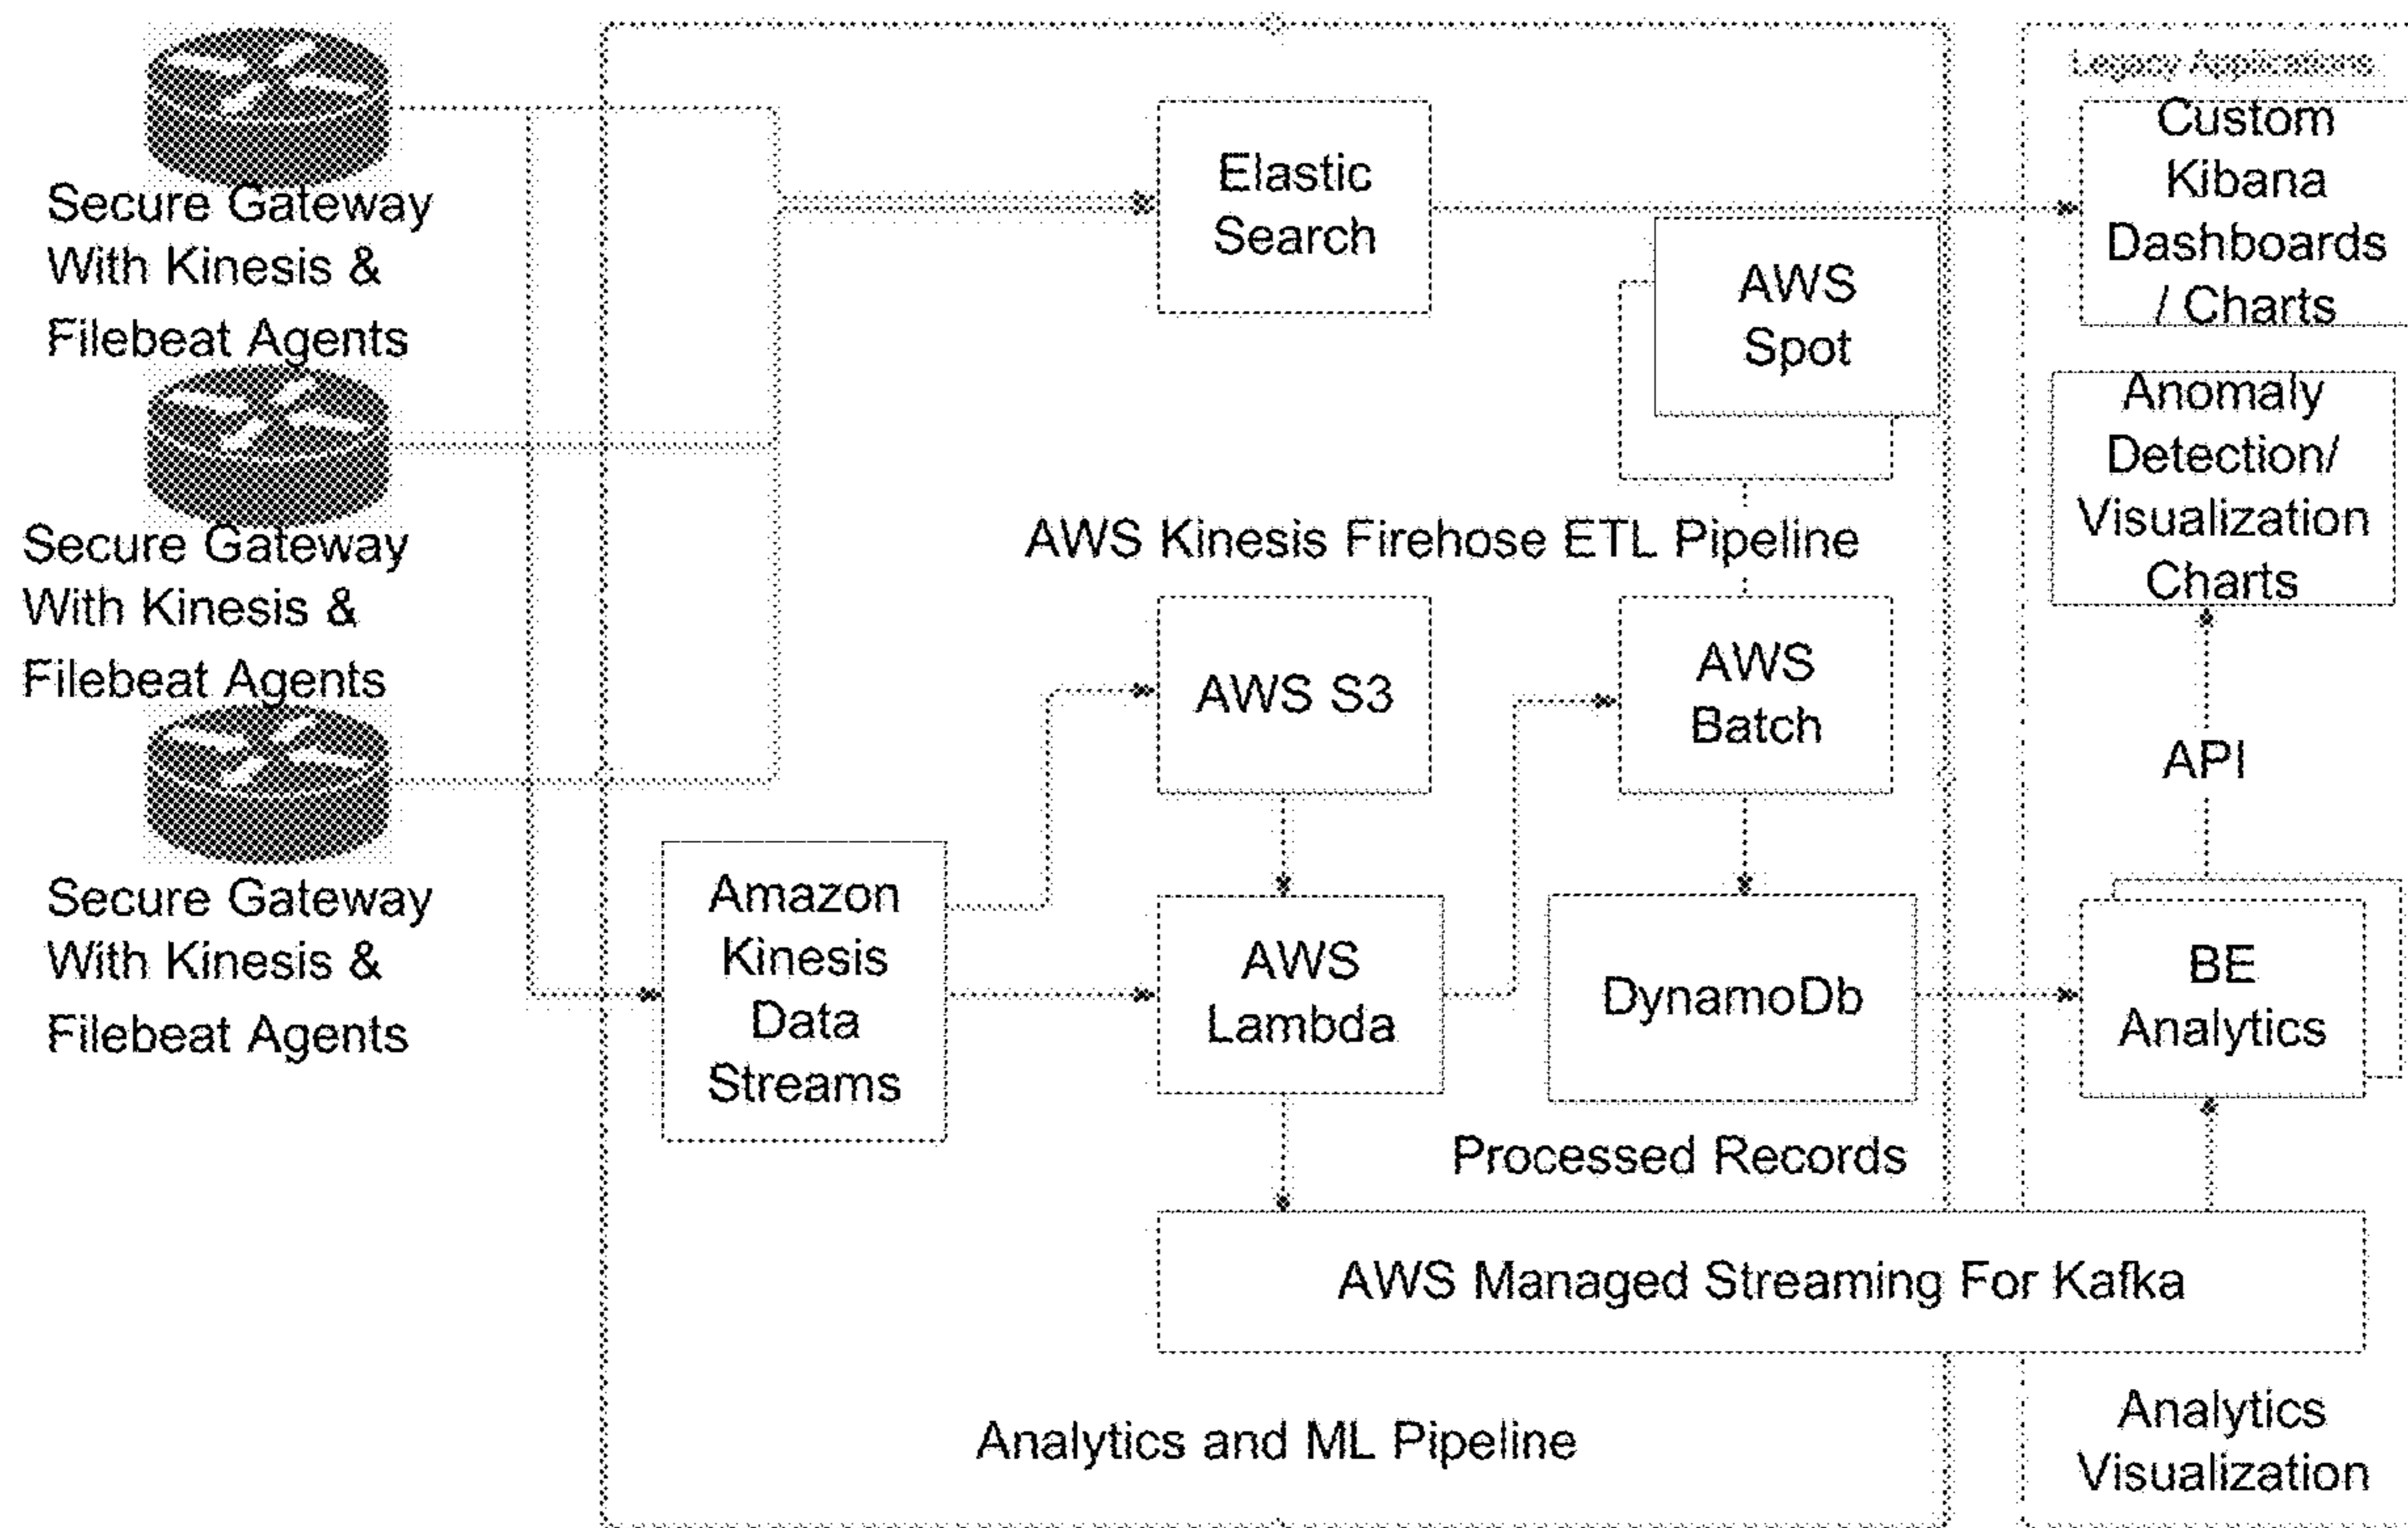 Secure Gateway
With Kinesis &
Filebeat Agents
Secure Gateway
With Kinesis &
Filebeat Agents
Secure Gateway
With Kinesis &
Filebeat Agents
Elastic
Search
AWS
Spot
AWS Kinesis Firehose ETL Pipeline
AWS S3
AWS
Batch
Amazon
Kinesis
Data
Streams
AWS
Lambda
DynamoDb
Processed Records
AWS Managed Streaming For Kafka
Analytics and ML Pipeline
Legacy Applications
Custom
Kibana
Dashboards
/ Charts
Anomaly
Detection/
Visualization
Charts
API
BE
Analytics
Analytics
Visualization